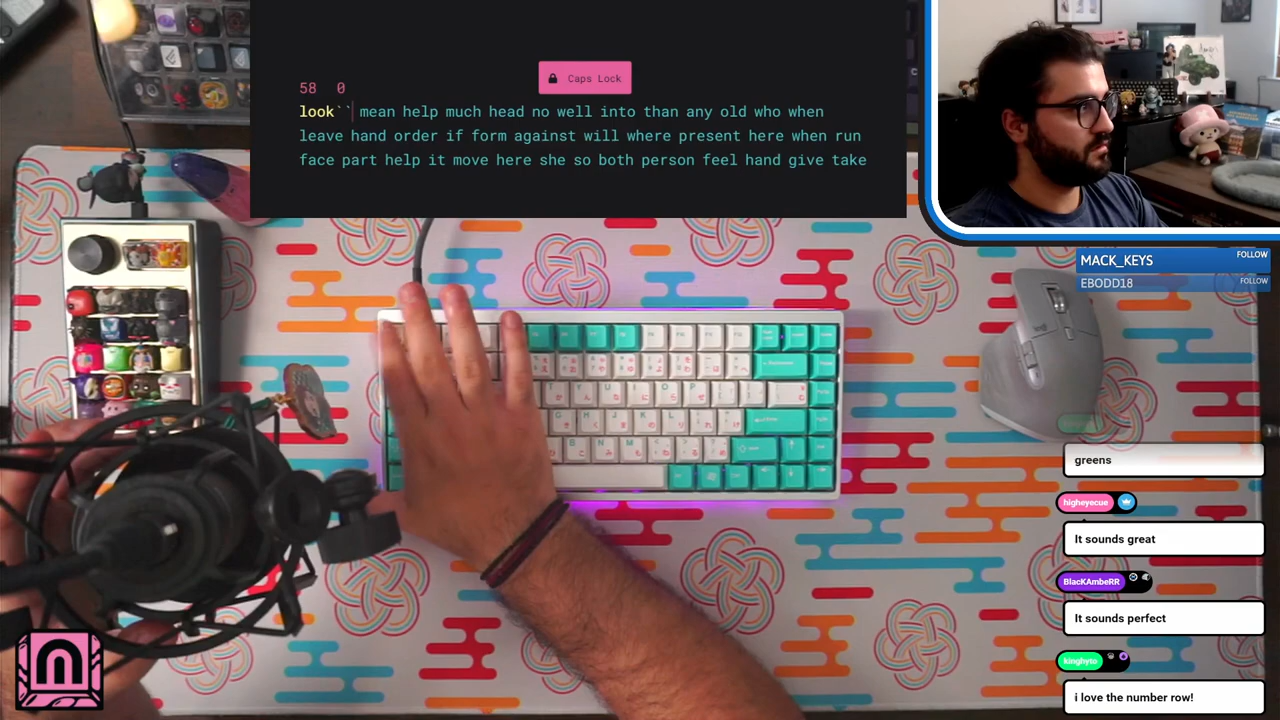 Caps Lock
58 0
look`` mean help much head no well into than any old who when
leave hand order if form against will where present here when run
face part help it move here she so both person feel hand give take
MACK_KEYS FOLLOW
EBODD18 FOLLOW
greens
higheyecue
It sounds great
BlacKAmbeRR
It sounds perfect
kinghyto
i love the number row!
Y U I O P
G H J K L
B N M